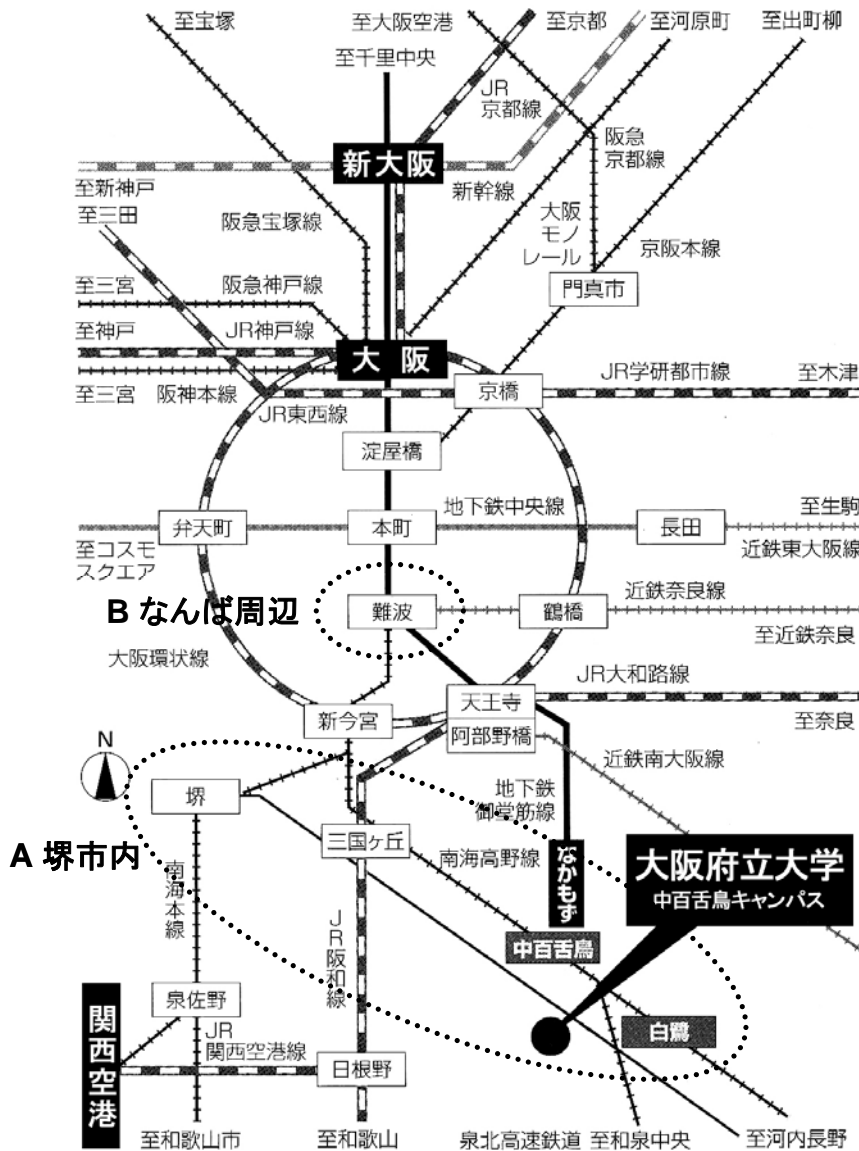 至宝塚
至大阪空港
至京都
至河原町
至出町柳
至千里中央
JR
京都線
阪急
京都線
新大阪
至新神戸
新幹線
至三田
阪急宝塚線
大阪
モノ
レール
京阪本線
至三宮
阪急神戸線
門真市
至神戸
JR神戸線
大阪
JR学研都市線
至木津
至三宮
阪神本線
京橋
JR東西線
淀屋橋
地下鉄中央線
至生駒
弁天町
本町
長田
至コスモ
スクエア
近鉄東大阪線
B なんば周辺
難波
近鉄奈良線
鶴橋
至近鉄奈良
大阪環状線
JR大和路線
天王寺
新今宮
至奈良
阿部野橋
N
近鉄南大阪線
堺
地下鉄
御堂筋線
A 堺市内
三国ヶ丘
南海高野線
なかもず
大阪府立大学
中百舌鳥キャンパス
南海本線
JR阪和線
中百舌鳥
関西空港
泉佐野
白鷺
JR
関西空港線
日根野
至和歌山市
至和歌山
泉北高速鉄道
至和泉中央
至河内長野